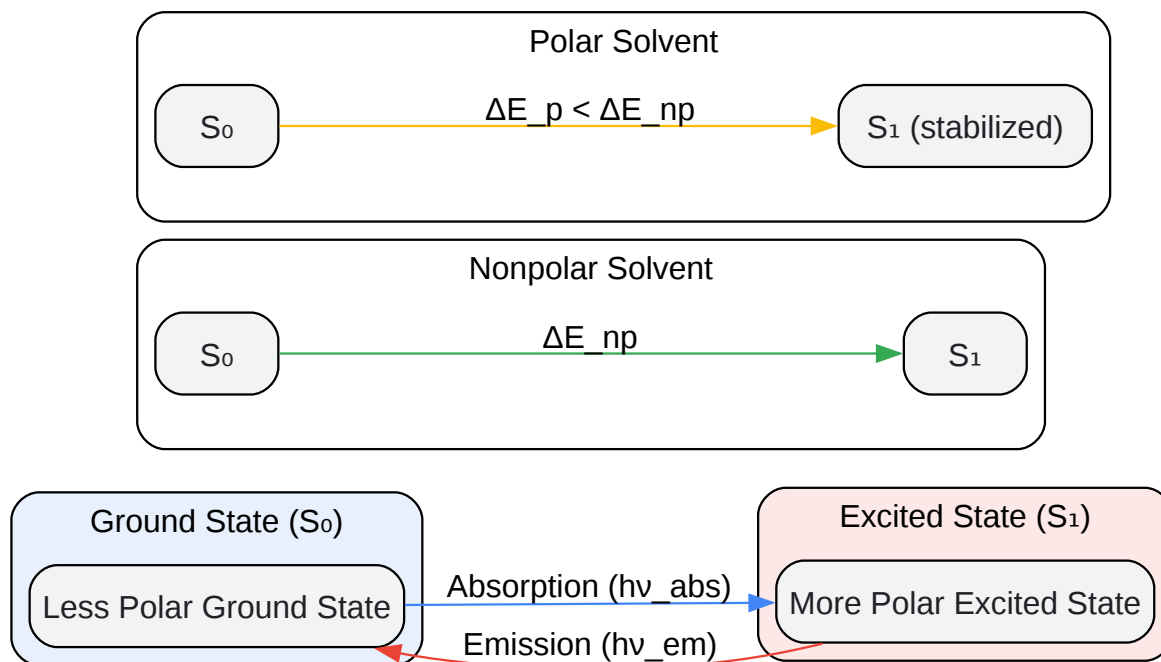 Polar Solvent
S₀
ΔE_p < ΔE_np
S₁ (stabilized)
Nonpolar Solvent
S₀
ΔE_np
S₁
Ground State (S₀)
Excited State (S₁)
Less Polar Ground State
Absorption (hν_abs)
More Polar Excited State
Emission (hν_em)